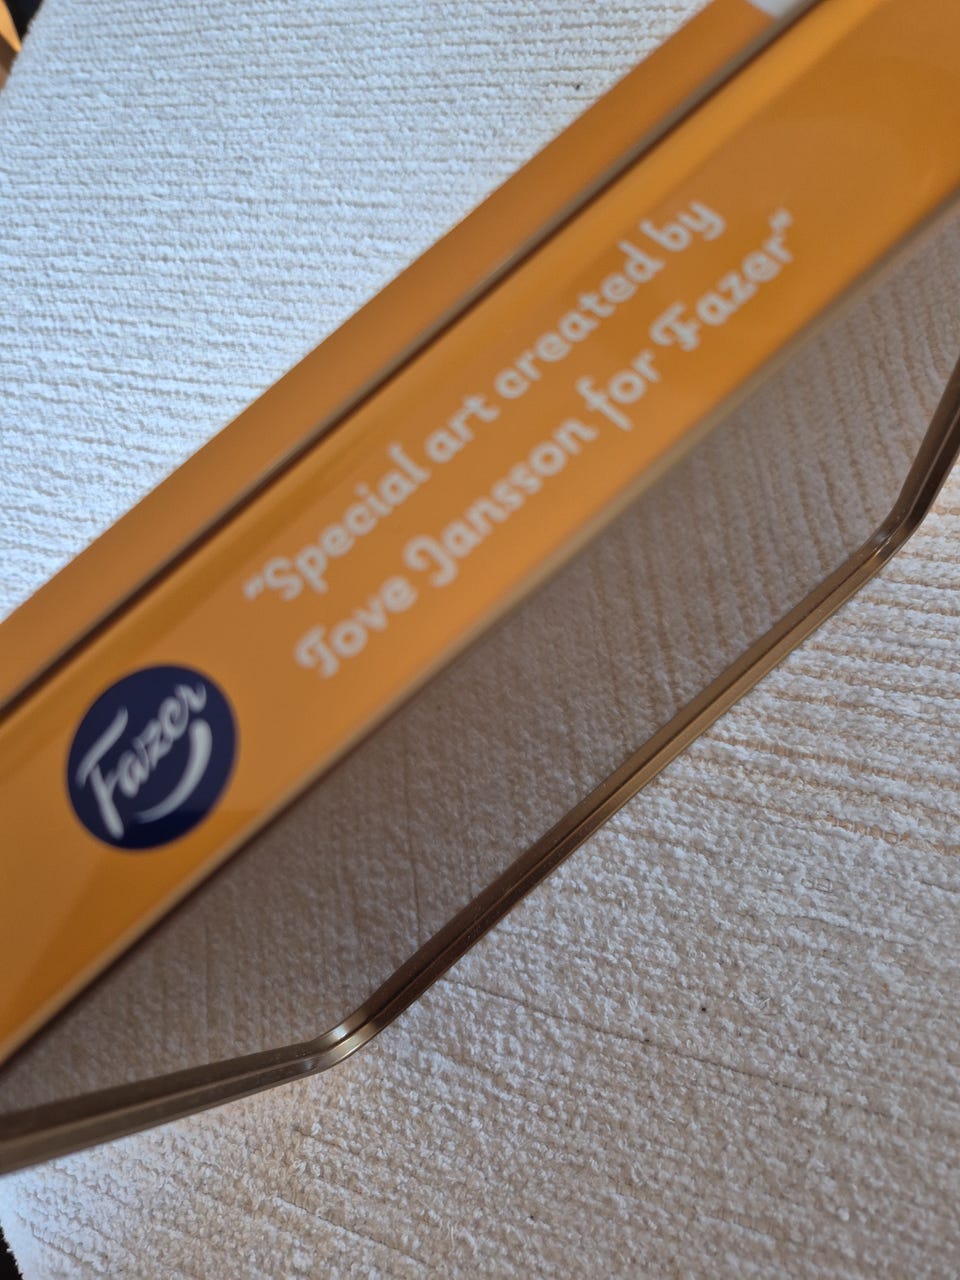 "Special art created by
Tove Jansson for Fazer"
Fazer